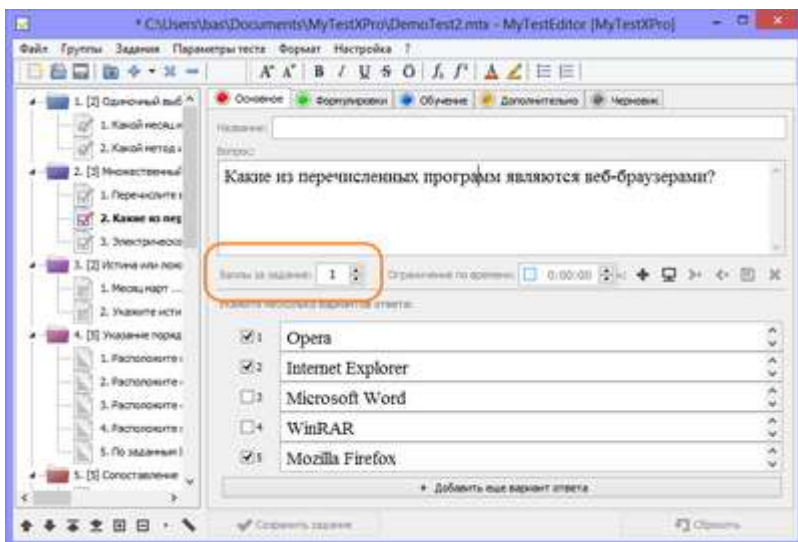 * C:\Users\bas\Documents\MyTestXPro\DemoTest2.mtx - MyTestEditor [MyTestXPro]
Файл Группы Задания Параметры теста Формат Настройка ?
Основное Формулировки Обучение Дополнительно Черновик
Название:
Вопрос:
Какие из перечисленных программ являются веб-браузерами?
Баллы за задание: 1 Ограничение по времени: 0:00:00
Укажите несколько вариантов ответа:
1 Opera
2 Internet Explorer
3 Microsoft Word
4 WinRAR
5 Mozilla Firefox
+ Добавить еще вариант ответа
Сохранить задание Сбросить
1. [2] Одиночный выб
1. Какой месяц
2. Какой метод
2. [3] Множественный
1. Перечислите
2. Какие из пер
3. Электрическо
3. [2] Истина или лож
1. Месяц март ...
2. Укажите исти
4. [5] Указание поряд
1. Расположите
2. Расположите
3. Расположите
4. Расположите
5. По заданным
5. [5] Сопоставление